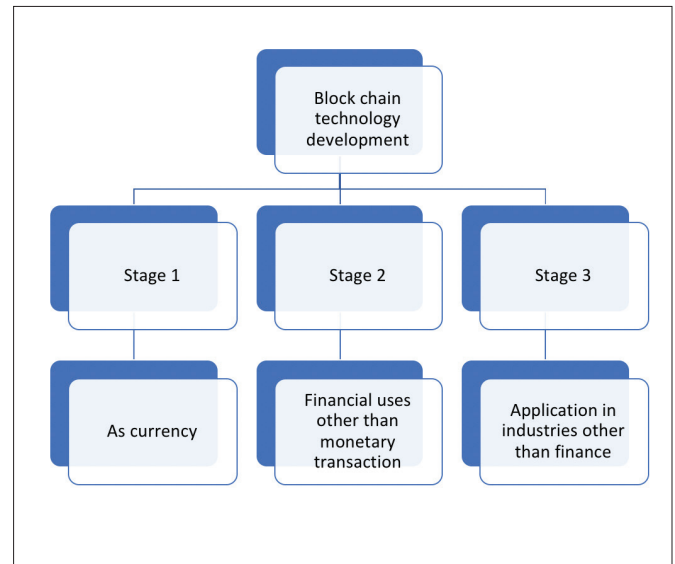 Block chain
technology
development
Stage 1
Stage 2
Stage 3
As currency
Financial uses
other than
monetary
transaction
Application in
industries other
than finance